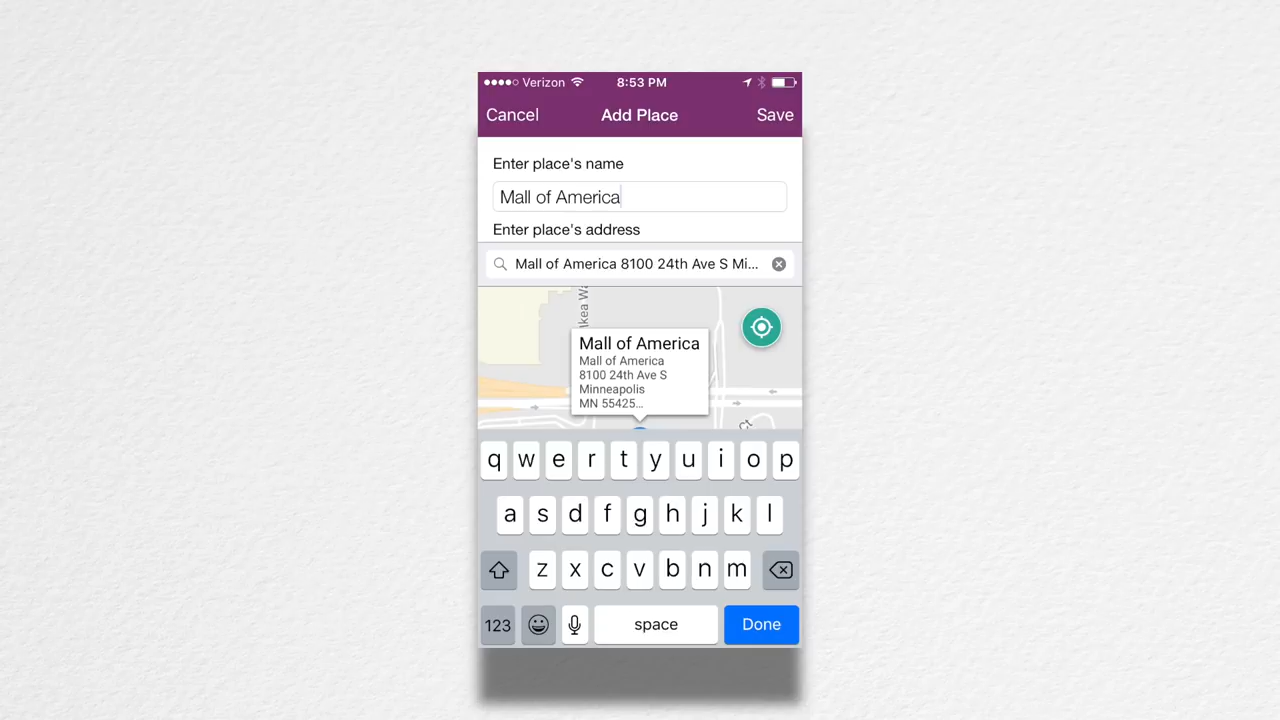 Verizon 8:53 PM
Cancel Add Place Save
Enter place's name
Mall of America
Enter place's address
Mall of America 8100 24th Ave S Mi...
Mall of America
Mall of America
8100 24th Ave S
Minneapolis
MN 55425...
q w e r t y u i o p
a s d f g h j k l
z x c v b n m
123 space Done